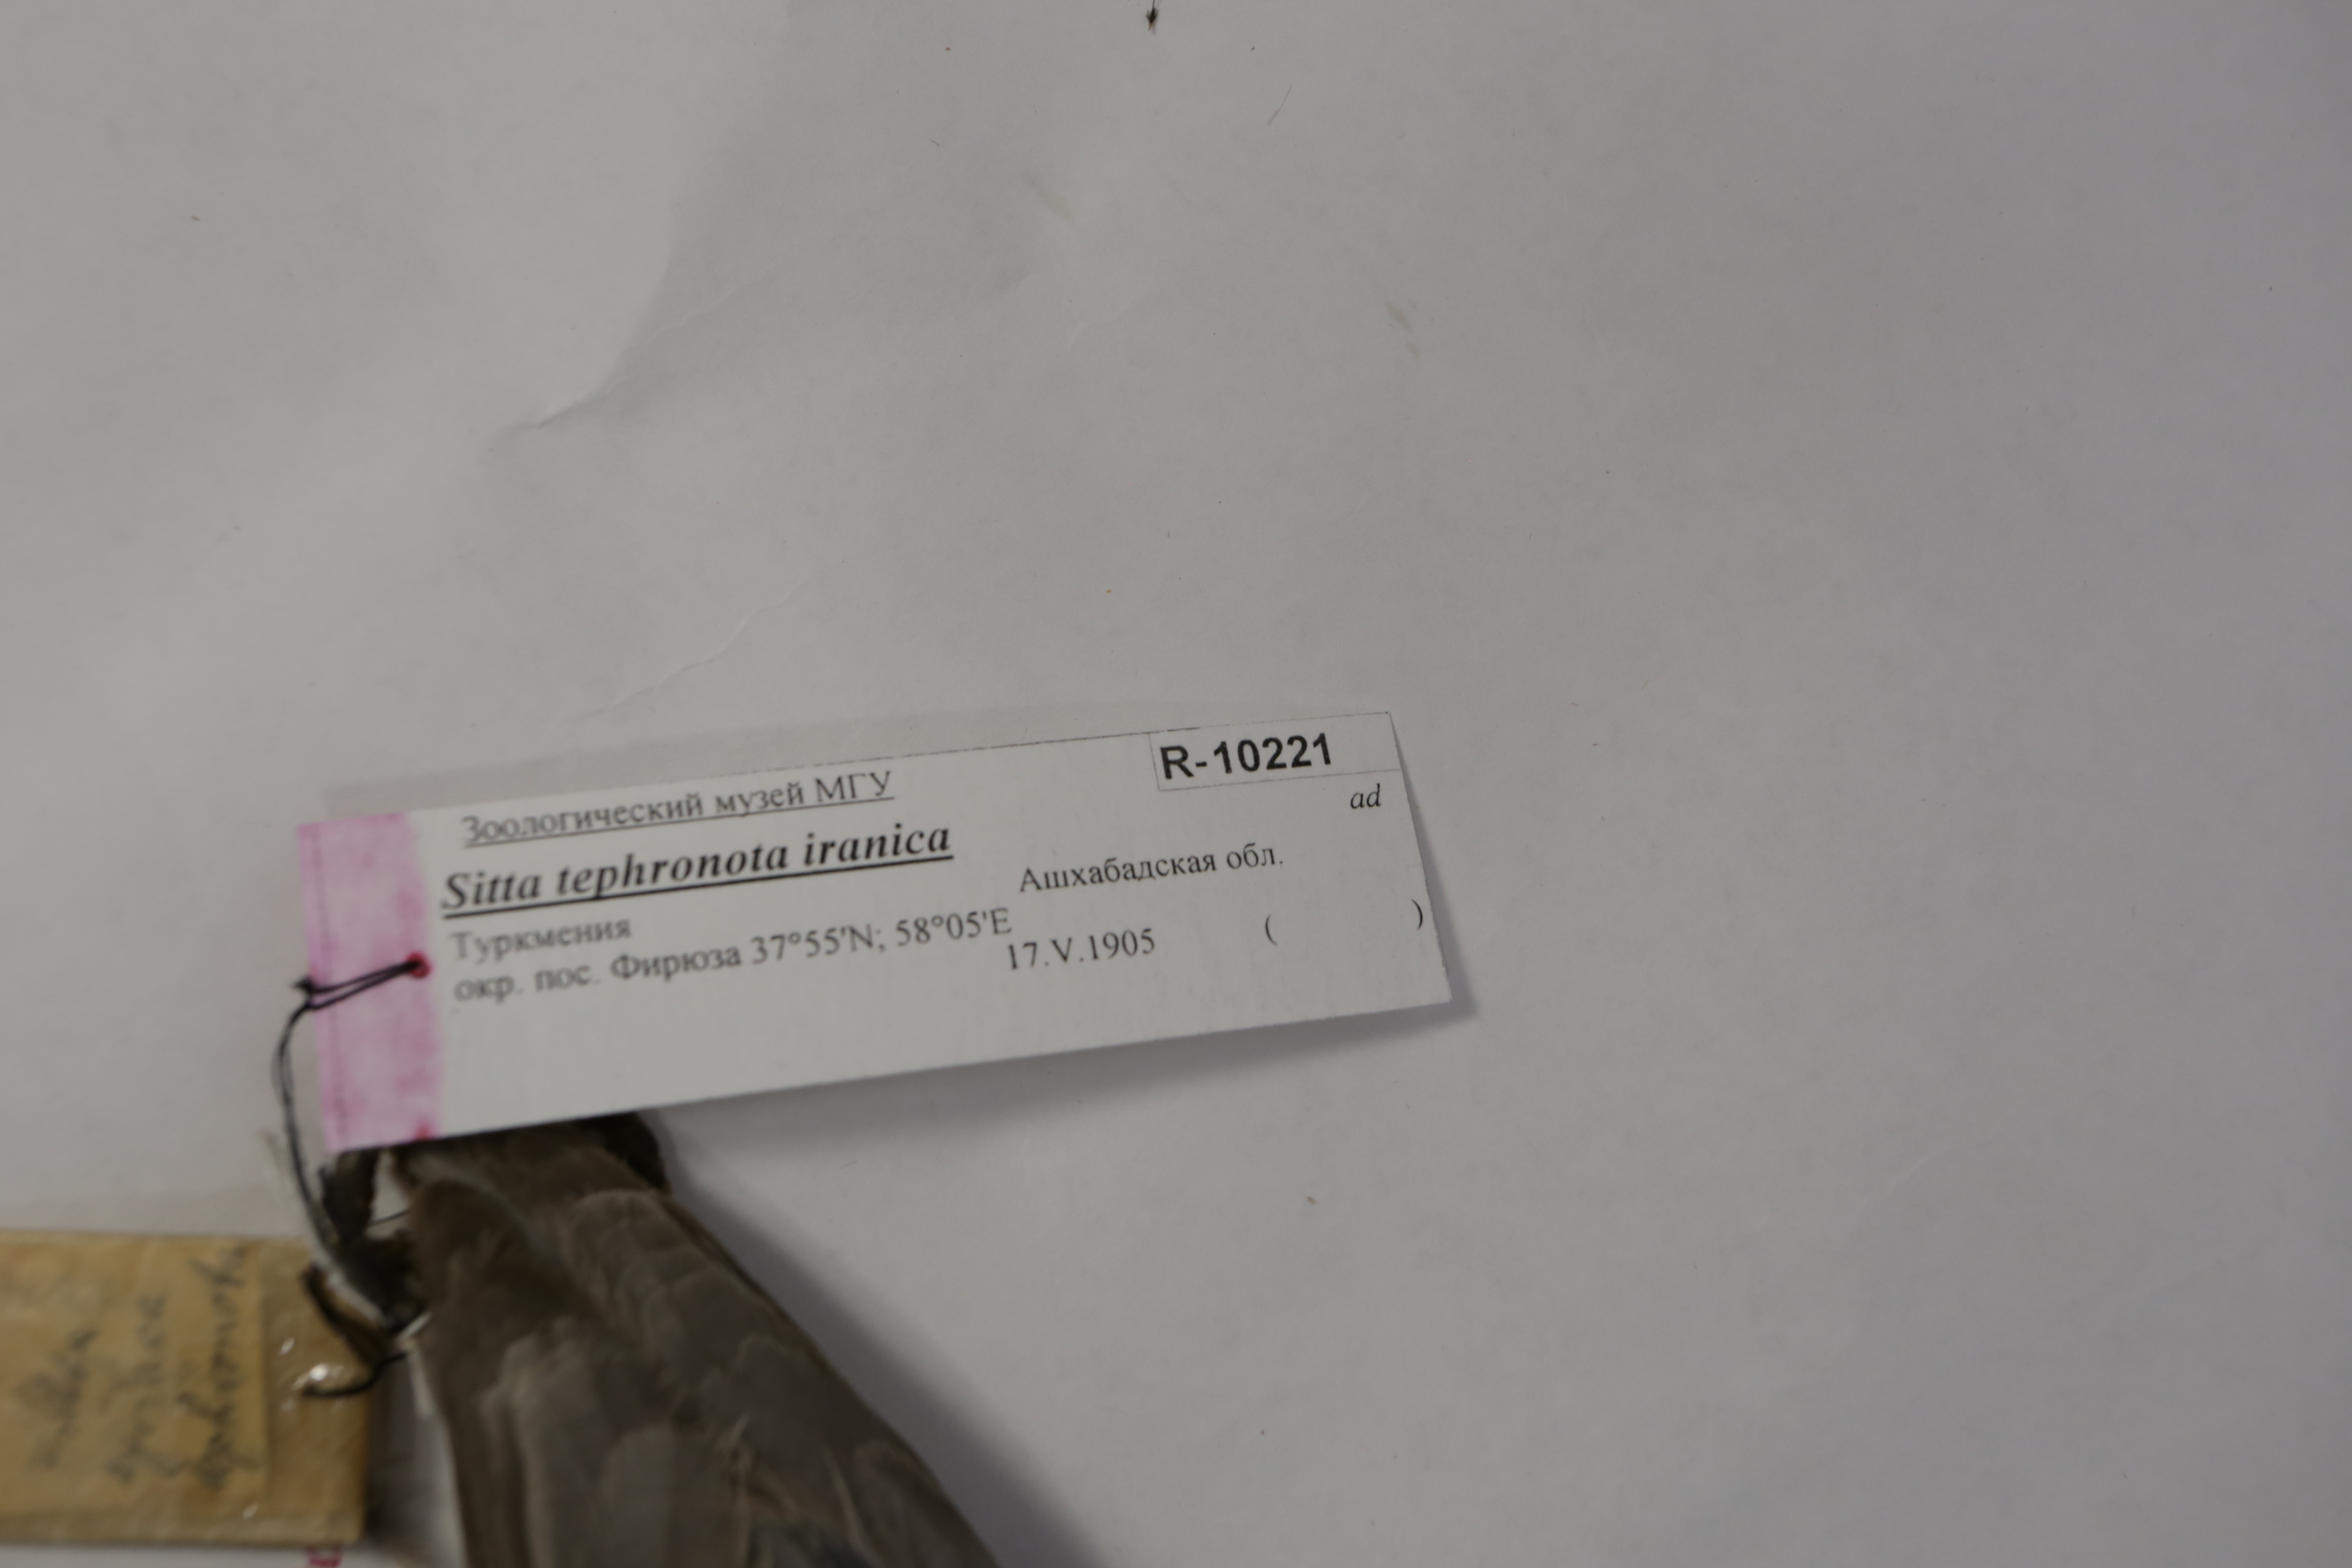 Зоологический музей МГУ
R-10221
ad
Sitta tephronota iranica
Туркмения
Ашхабадская обл.
окр. пос. Фирюза 37°55'N; 58°05'E
17.V.1905 ( )